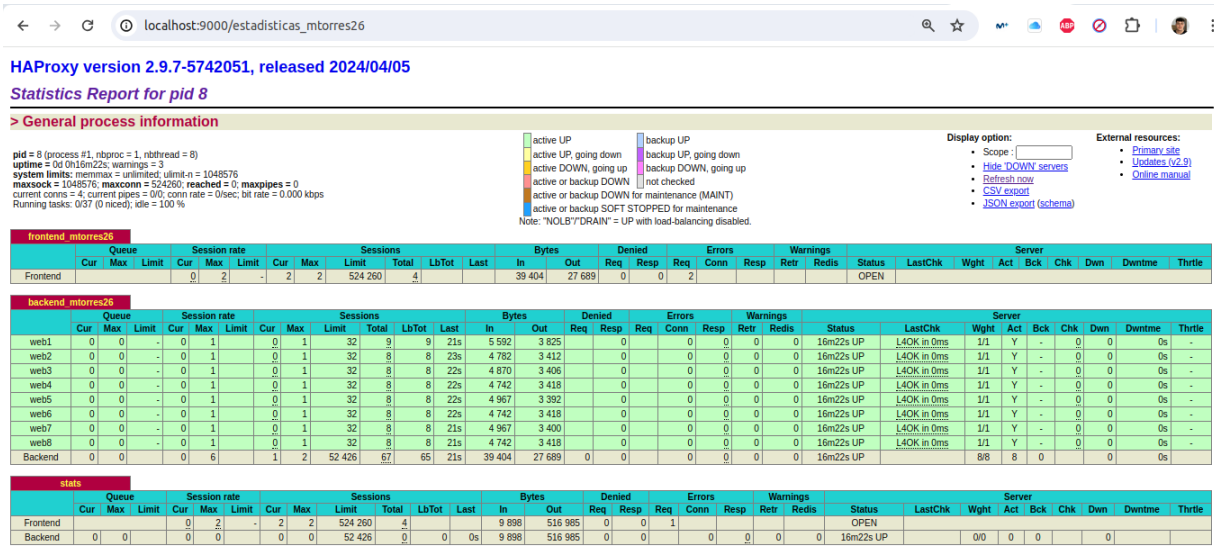 localhost:9000/estadisticas_mtorres26
ABP
HAProxy version 2.9.7-5742051, released 2024/04/05
Statistics Report for pid 8
> General process information
pid = 8 (process #1, nbproc = 1, nbthread = 8)
uptime = 0d 0h16m22s; warnings = 3
system limits: memmax = unlimited; ulimit-n = 1048576
maxsock = 1048576; maxconn = 524260; reached = 0; maxpipes = 0
current conns = 4; current pipes = 0/0; conn rate = 0/sec; bit rate = 0.000 kbps
Running tasks: 0/37 (0 niced); idle = 100 %
active UP backup UP
active UP, going down backup UP, going down
active DOWN, going up backup DOWN, going up
active or backup DOWN not checked
active or backup DOWN for maintenance (MAINT)
active or backup SOFT STOPPED for maintenance
Note: "NOLB"/"DRAIN" = UP with load-balancing disabled.
Display option:
Scope :
Hide 'DOWN' servers
Refresh now
CSV export
JSON export (schema)
External resources:
Primary site
Updates (v2.9)
Online manual
frontend_mtorres26
Queue Session rate Sessions Bytes Denied Errors Warnings Server
Cur Max Limit Cur Max Limit Cur Max Limit Total LbTot Last In Out Req Resp Req Conn Resp Retr Redis Status LastChk Wght Act Bck Chk Dwn Dwntme Thrtle
Frontend 0 2 - 2 2 524 260 4 39 404 27 689 0 0 2 OPEN
backend_mtorres26
Queue Session rate Sessions Bytes Denied Errors Warnings Server
Cur Max Limit Cur Max Limit Cur Max Limit Total LbTot Last In Out Req Resp Req Conn Resp Retr Redis Status LastChk Wght Act Bck Chk Dwn Dwntme Thrtle
web1 0 0 - 0 1 0 1 32 9 9 21s 5 592 3 825 0 0 0 0 0 16m22s UP L4OK in 0ms 1/1 Y - 0 0 0s -
web2 0 0 - 0 1 0 1 32 8 8 23s 4 782 3 412 0 0 0 0 0 16m22s UP L4OK in 0ms 1/1 Y - 0 0 0s -
web3 0 0 - 0 1 0 1 32 8 8 22s 4 870 3 406 0 0 0 0 0 16m22s UP L4OK in 0ms 1/1 Y - 0 0 0s -
web4 0 0 - 0 1 0 1 32 8 8 22s 4 742 3 418 0 0 0 0 0 16m22s UP L4OK in 0ms 1/1 Y - 0 0 0s -
web5 0 0 - 0 1 0 1 32 8 8 22s 4 967 3 392 0 0 0 0 0 16m22s UP L4OK in 0ms 1/1 Y - 0 0 0s -
web6 0 0 - 0 1 0 1 32 8 8 22s 4 742 3 418 0 0 0 0 0 16m22s UP L4OK in 0ms 1/1 Y - 0 0 0s -
web7 0 0 - 0 1 0 1 32 8 8 21s 4 967 3 400 0 0 0 0 0 16m22s UP L4OK in 0ms 1/1 Y - 0 0 0s -
web8 0 0 - 0 1 0 1 32 8 8 21s 4 742 3 418 0 0 0 0 0 16m22s UP L4OK in 0ms 1/1 Y - 0 0 0s -
Backend 0 0 0 6 1 2 52 426 67 65 21s 39 404 27 689 0 0 0 0 0 0 16m22s UP 8/8 8 0 0 0s
stats
Queue Session rate Sessions Bytes Denied Errors Warnings Server
Cur Max Limit Cur Max Limit Cur Max Limit Total LbTot Last In Out Req Resp Req Conn Resp Retr Redis Status LastChk Wght Act Bck Chk Dwn Dwntme Thrtle
Frontend 0 2 - 2 2 524 260 4 9 898 516 985 0 0 1 OPEN
Backend 0 0 0 0 0 0 52 426 0 0 0s 9 898 516 985 0 0 0 0 0 0 16m22s UP 0/0 0 0 0